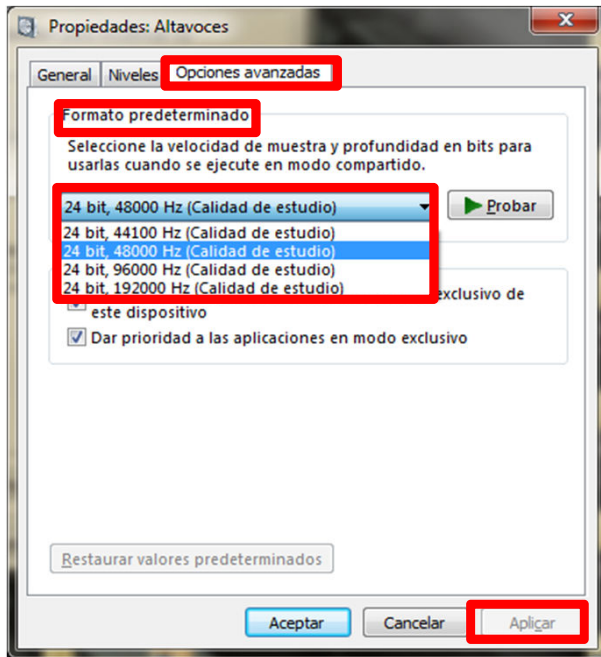 Propiedades: Altavoces
General Niveles Opciones avanzadas
Formato predeterminado
Seleccione la velocidad de muestra y profundidad en bits para
usarlas cuando se ejecute en modo compartido.
24 bit, 48000 Hz (Calidad de estudio)
Probar
24 bit, 44100 Hz (Calidad de estudio)
24 bit, 48000 Hz (Calidad de estudio)
24 bit, 96000 Hz (Calidad de estudio)
24 bit, 192000 Hz (Calidad de estudio)
exclusivo de
este dispositivo
Dar prioridad a las aplicaciones en modo exclusivo
Restaurar valores predeterminados
Aceptar Cancelar Aplicar